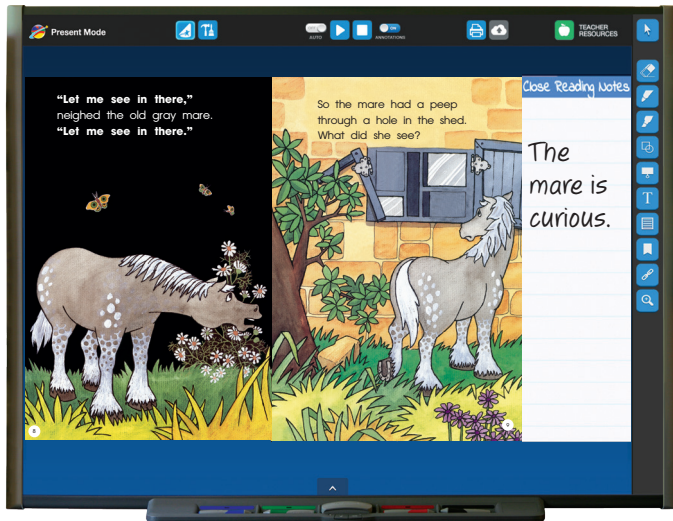 Present Mode
OFF
AUTO
ON
ANNOTATIONS
TEACHER
RESOURCES
“Let me see in there,”
neighed the old gray mare.
“Let me see in there.”
8
So the mare had a peep
through a hole in the shed.
What did she see?
9
Close Reading Notes
The
mare is
curious.
T